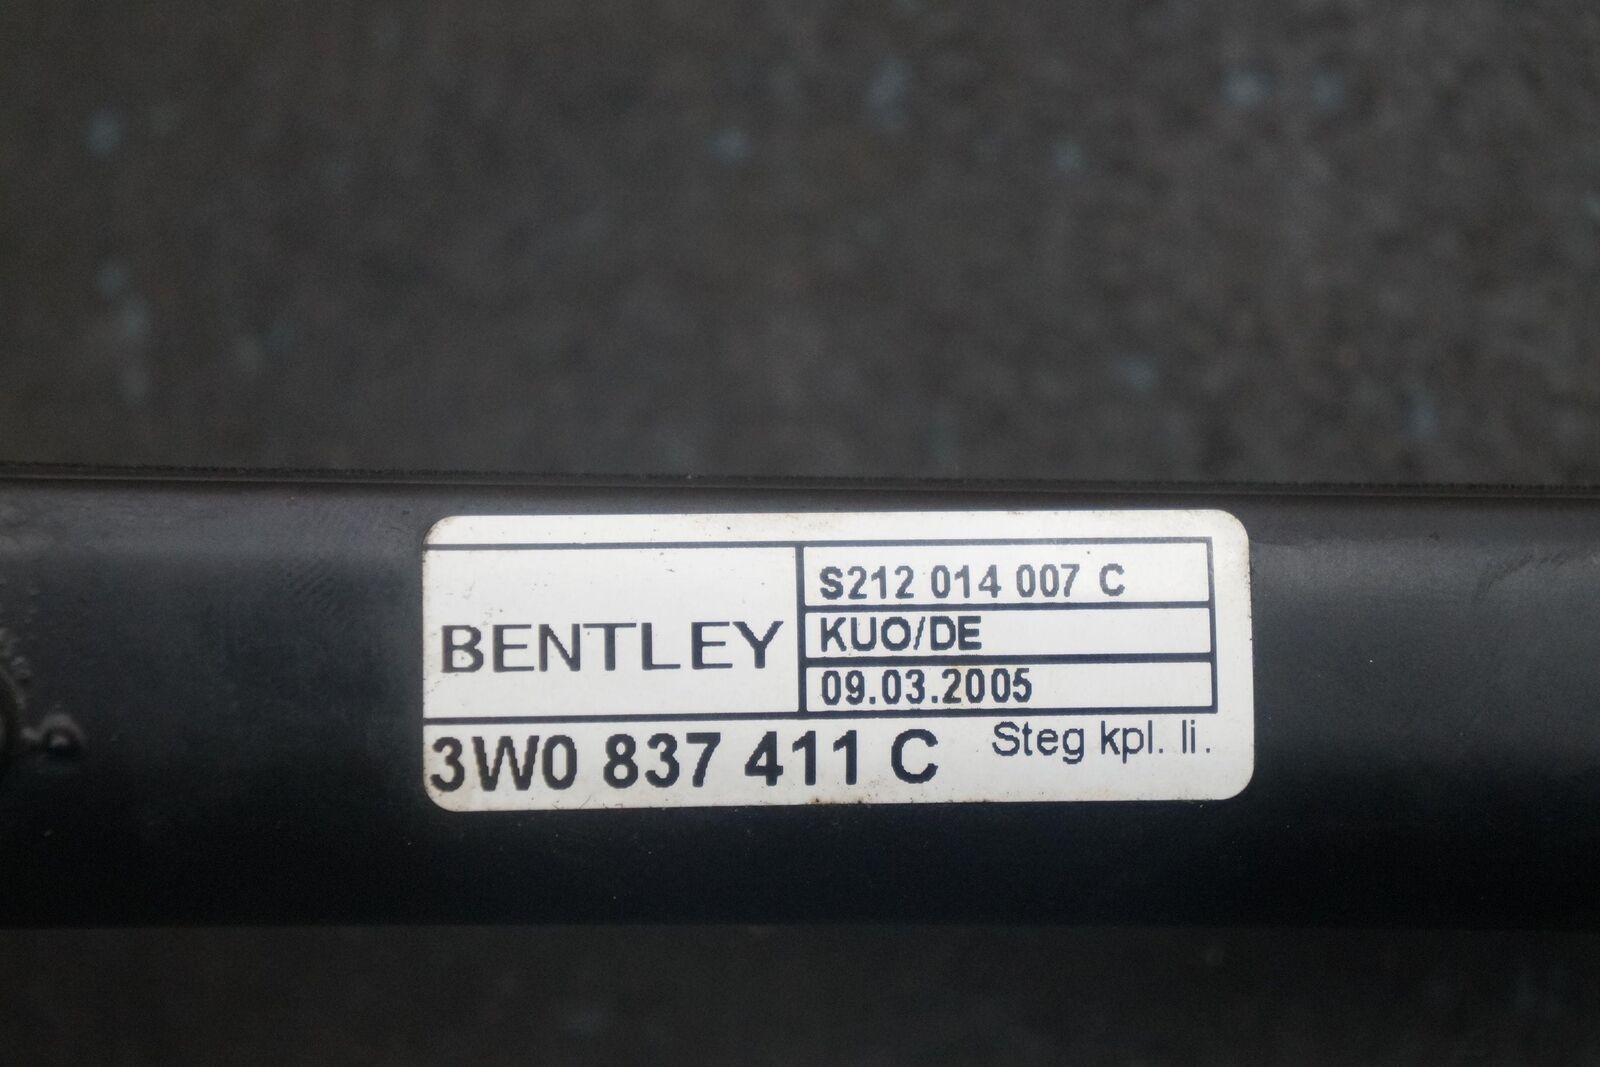 S212 014 007 C
BENTLEY
KUO/DE
09.03.2005
3W0 837 411 C
Steg kpl. li.